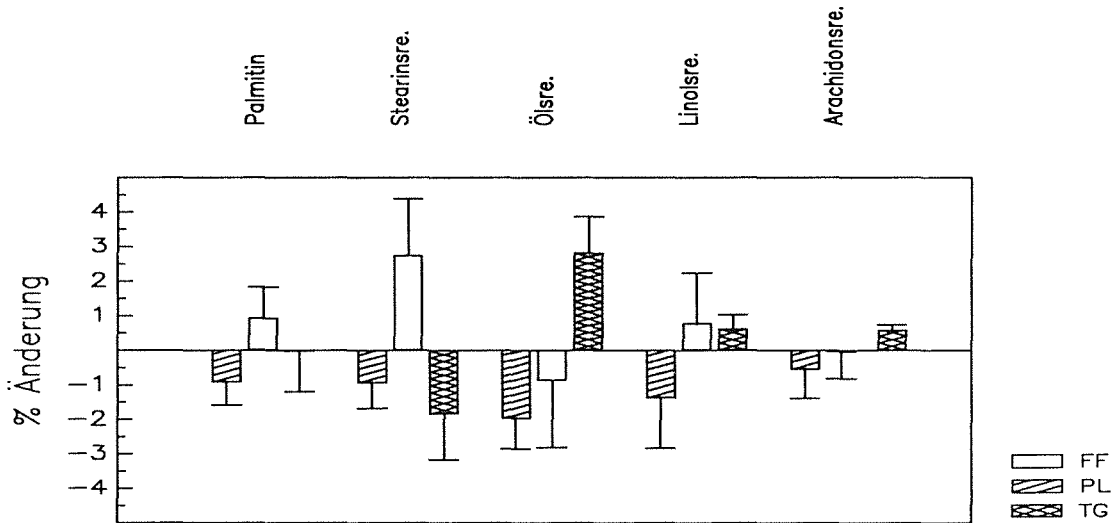 Palmitin
Stearinsre.
Ölsre.
Linolsre.
Arachidonsre.
% Änderung
4
3
2
1
-1
-2
-3
-4
FF
PL
TG